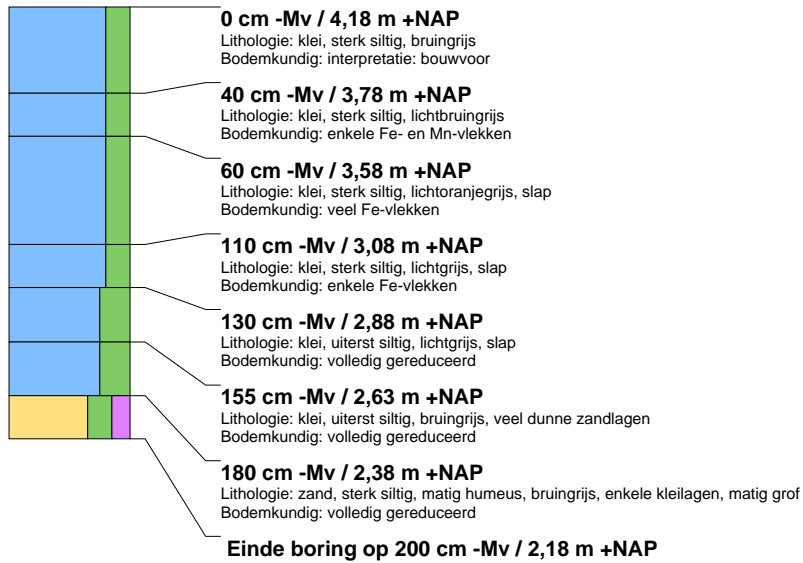 0 cm -Mv / 4,18 m +NAP
Lithologie: klei, sterk siltig, bruingrijs
Bodemkundig: interpretatie: bouwvoor
40 cm -Mv / 3,78 m +NAP
Lithologie: klei, sterk siltig, lichtbruingrijs
Bodemkundig: enkele Fe- en Mn-vlekken
60 cm -Mv / 3,58 m +NAP
Lithologie: klei, sterk siltig, lichtoranjegrijs, slap
Bodemkundig: veel Fe-vlekken
110 cm -Mv / 3,08 m +NAP
Lithologie: klei, sterk siltig, lichtgrijs, slap
Bodemkundig: enkele Fe-vlekken
130 cm -Mv / 2,88 m +NAP
Lithologie: klei, uiterst siltig, lichtgrijs, slap
Bodemkundig: volledig gereduceerd
155 cm -Mv / 2,63 m +NAP
Lithologie: klei, uiterst siltig, bruingrijs, veel dunne zandlagen
Bodemkundig: volledig gereduceerd
180 cm -Mv / 2,38 m +NAP
Lithologie: zand, sterk siltig, matig humeus, bruingrijs, enkele kleilagen, matig grof
Bodemkundig: volledig gereduceerd
Einde boring op 200 cm -Mv / 2,18 m +NAP